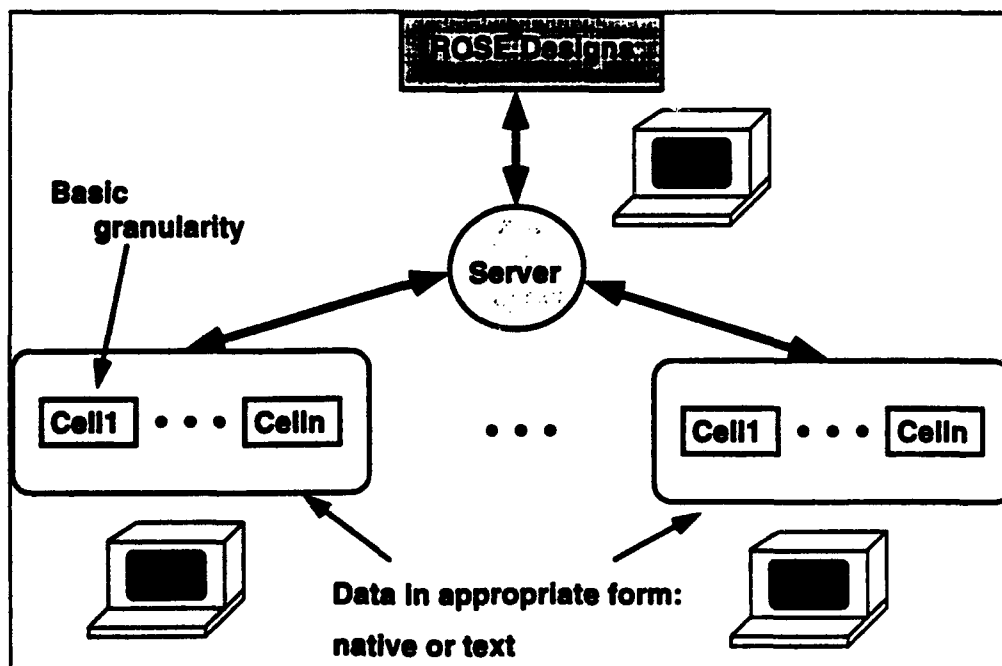 ROSE Designs
Basic
granularity
Server
Cell1 • • • Celln
• • •
Cell1 • • • Celln
Data in appropriate form:
native or text